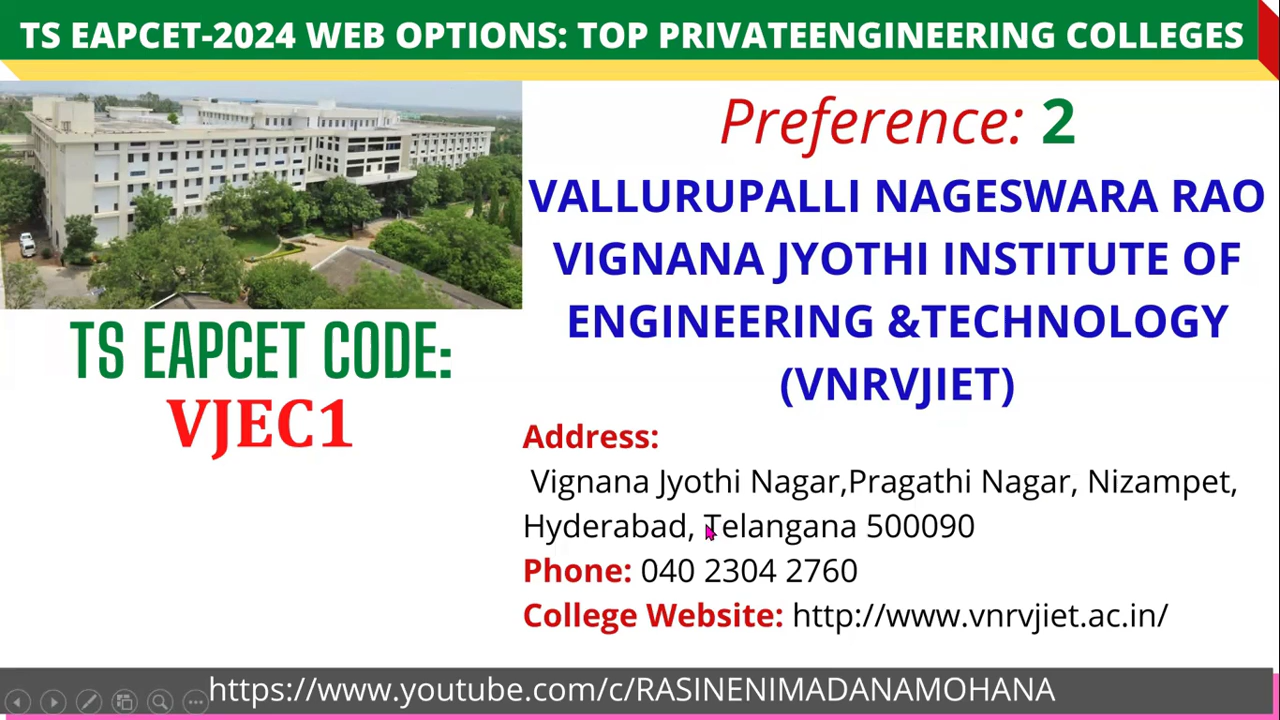 TS EAPCET-2024 WEB OPTIONS: TOP PRIVATEENGINEERING COLLEGES
Preference: 2
VALLURUPALLI NAGESWARA RAO
VIGNANA JYOTHI INSTITUTE OF
ENGINEERING &TECHNOLOGY
(VNRVJIET)
TS EAPCET CODE:
VJEC1
Address:
Vignana Jyothi Nagar,Pragathi Nagar, Nizampet,
Hyderabad, Telangana 500090
Phone: 040 2304 2760
College Website: http://www.vnrvjiet.ac.in/
https://www.youtube.com/c/RASINENIMADANAMOHANA